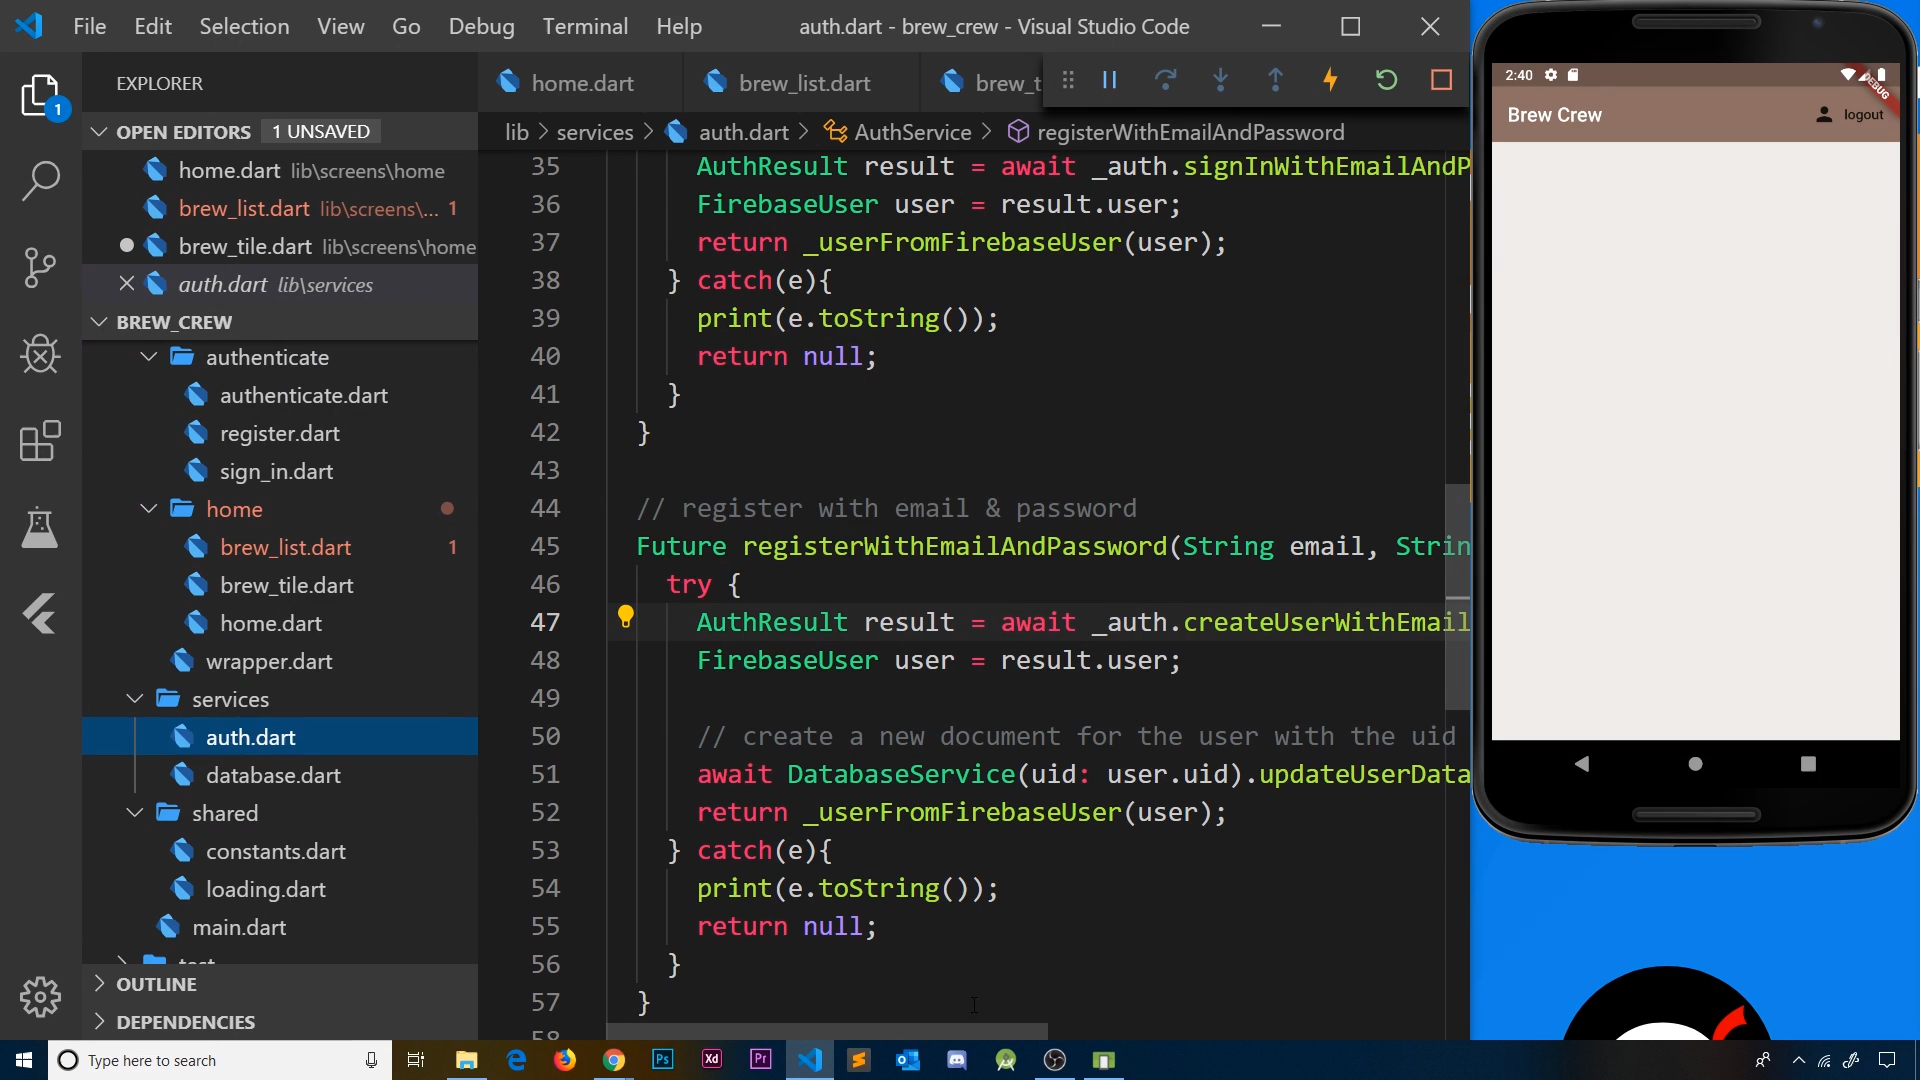 File Edit Selection View Go Debug Terminal Help auth.dart - brew_crew - Visual Studio Code
EXPLORER
OPEN EDITORS 1 UNSAVED
home.dart lib\screens\home
brew_list.dart lib\screens\... 1
brew_tile.dart lib\screens\home
auth.dart lib\services
BREW_CREW
authenticate
authenticate.dart
register.dart
sign_in.dart
home
brew_list.dart 1
brew_tile.dart
home.dart
wrapper.dart
services
auth.dart
database.dart
shared
constants.dart
loading.dart
main.dart
test
OUTLINE
DEPENDENCIES
1
home.dart brew_list.dart brew_t
lib > services > auth.dart > AuthService > registerWithEmailAndPassword
35 AuthResult result = await _auth.signInWithEmailAndP
36 FirebaseUser user = result.user;
37 return _userFromFirebaseUser(user);
38 } catch(e){
39 print(e.toString());
40 return null;
41 }
42 }
43
44 // register with email & password
45 Future registerWithEmailAndPassword(String email, Strin
46 try {
47 AuthResult result = await _auth.createUserWithEmail
48 FirebaseUser user = result.user;
49
50 // create a new document for the user with the uid
51 await DatabaseService(uid: user.uid).updateUserData
52 return _userFromFirebaseUser(user);
53 } catch(e){
54 print(e.toString());
55 return null;
56 }
57 }
58
2:40
DEBUG
Brew Crew logout
Type here to search
Ps Xd Pr